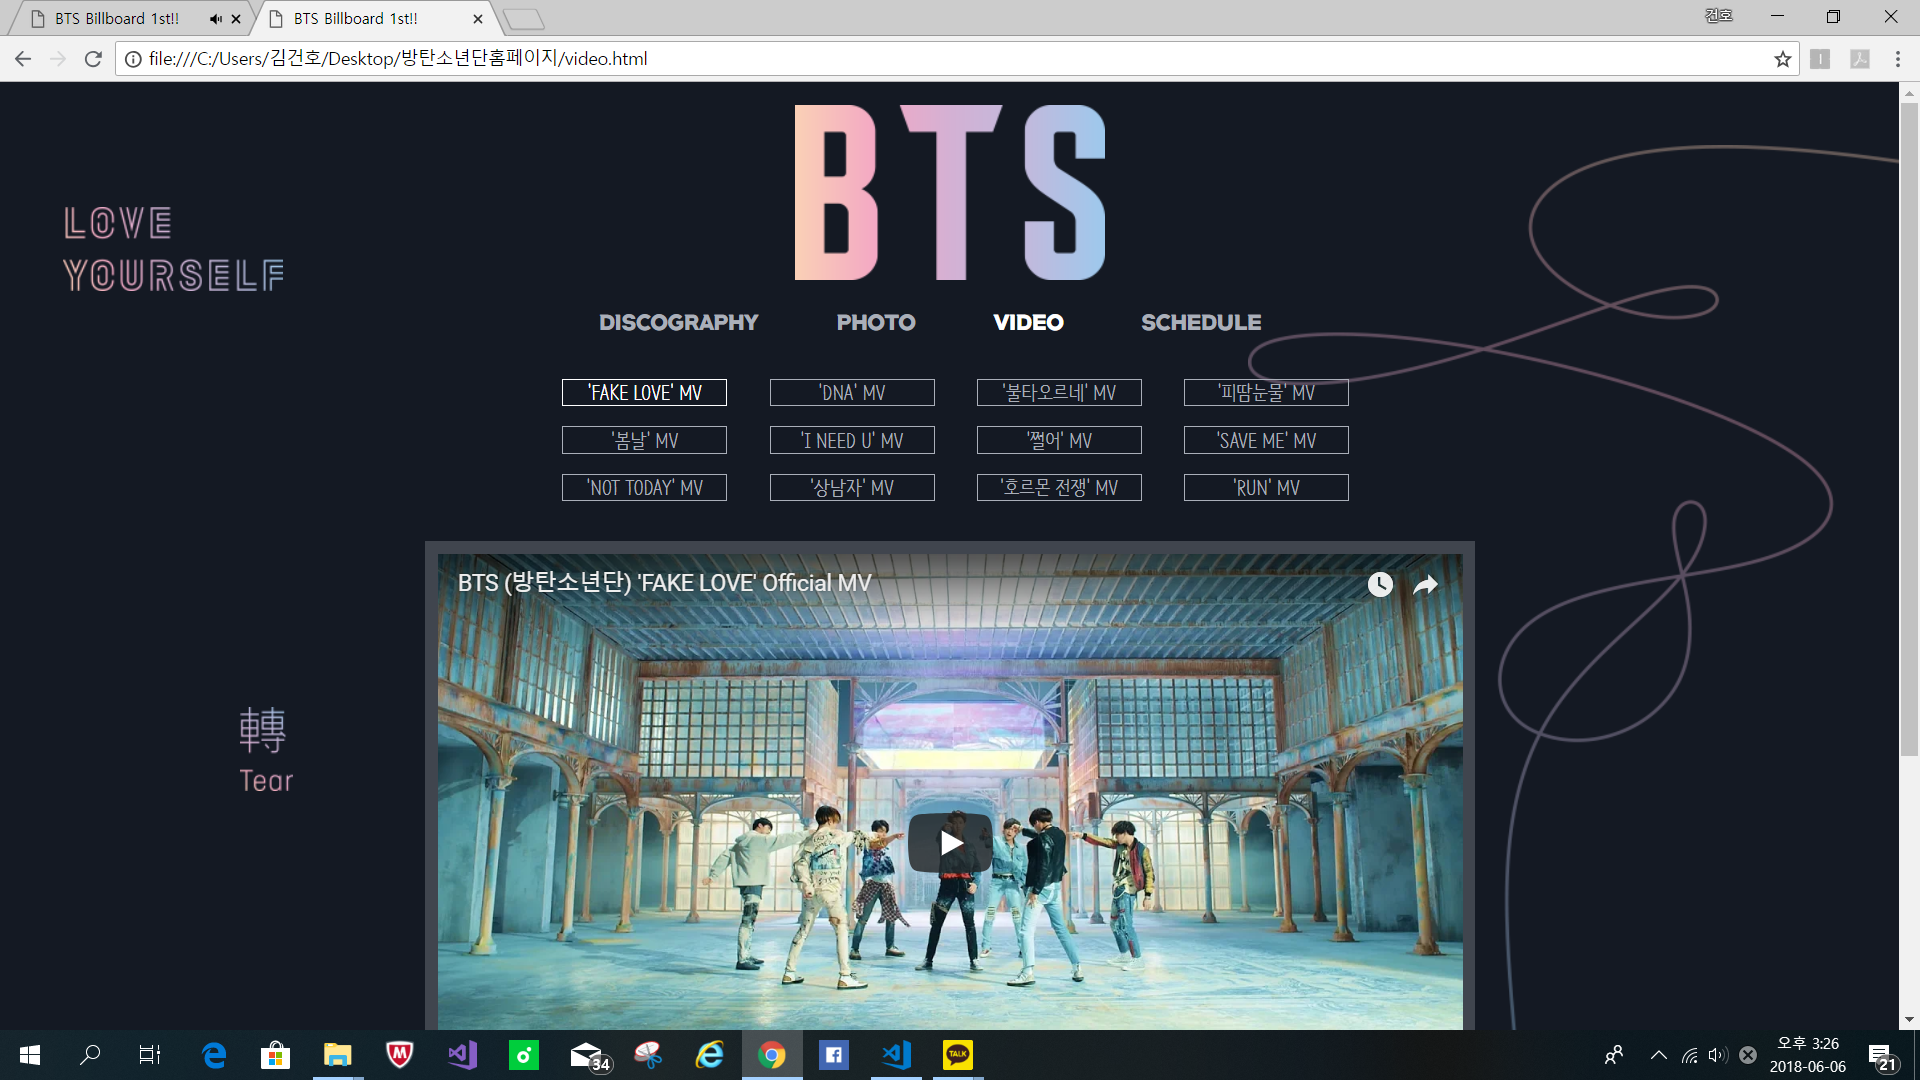 BTS Billboard 1st!!
BTS Billboard 1st!!
건호
file:///C:/Users/김건호/Desktop/방탄소년단홈페이지/video.html
BTS
LOVE
YOURSELF
DISCOGRAPHY PHOTO VIDEO SCHEDULE
'FAKE LOVE' MV 'DNA' MV '불타오르네' MV '피땀눈물' MV
'봄날' MV 'I NEED U' MV '쩔어' MV 'SAVE ME' MV
'NOT TODAY' MV '상남자' MV '호르몬 전쟁' MV 'RUN' MV
BTS (방탄소년단) 'FAKE LOVE' Official MV
轉
Tear
34
TALK
오후 3:26
2018-06-06
21